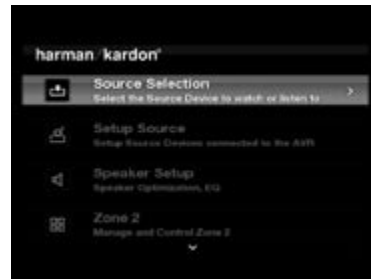 harman/kardon®
Source Selection
Select the Source Device to watch or listen to
Setup Source
Setup Source Devices connected to the AVR
Speaker Setup
Speaker Optimization, EQ
Zone 2
Manage and Control Zone 2